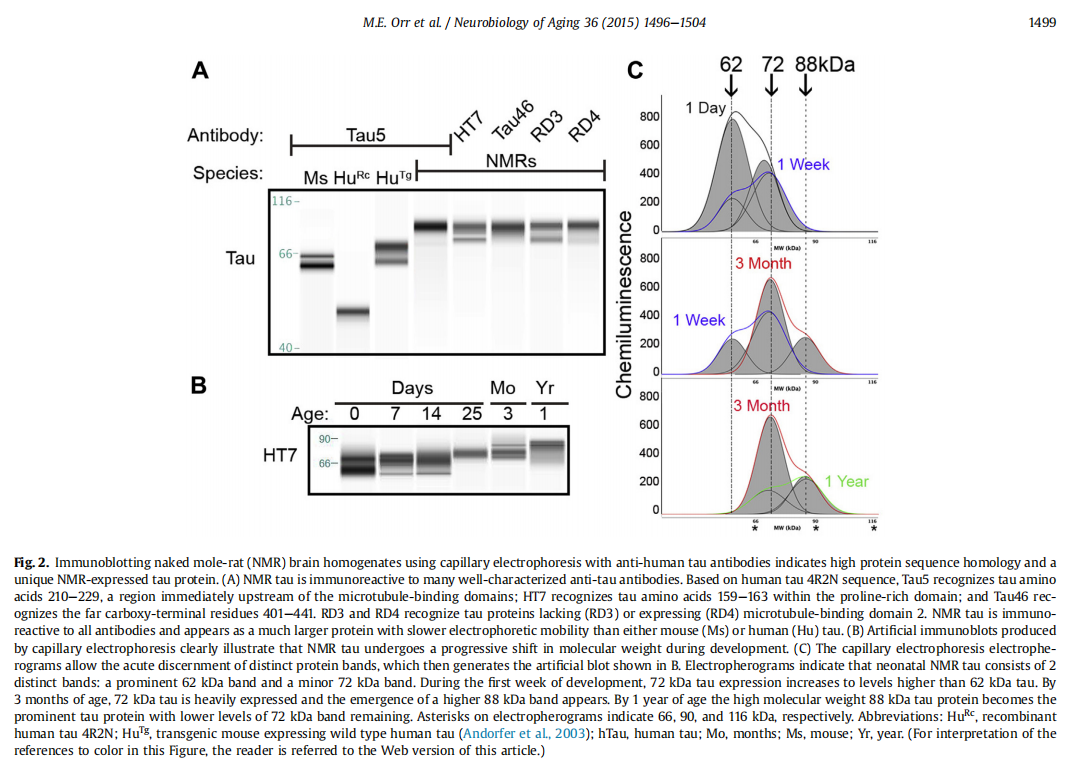 M.E. Orr et al. / Neurobiology of Aging 36 (2015) 1496–1504
1499
A
Antibody:
Tau5
HT7
Tau46
RD3
RD4
Species:
NMRs
Ms HuRc HuTg
116
Tau
66
40
B
Days
Mo
Yr
Age: 0 7 14 25 3 1
HT7
90
66
C
62 72 88kDa
Chemiluminescence
800
600
400
200
0
1 Day
1 Week
66 90 116
MW (kDa)
800
600
400
200
0
3 Month
1 Week
66 90 116
MW (kDa)
800
600
400
200
0
3 Month
1 Year
66 90 116
* MW (kDa) * *
Fig. 2. Immunoblotting naked mole-rat (NMR) brain homogenates using capillary electrophoresis with anti-human tau antibodies indicates high protein sequence homology and a
unique NMR-expressed tau protein. (A) NMR tau is immunoreactive to many well-characterized anti-tau antibodies. Based on human tau 4R2N sequence, Tau5 recognizes tau amino
acids 210–229, a region immediately upstream of the microtubule-binding domains; HT7 recognizes tau amino acids 159–163 within the proline-rich domain; and Tau46 rec-
ognizes the far carboxy-terminal residues 401–441. RD3 and RD4 recognize tau proteins lacking (RD3) or expressing (RD4) microtubule-binding domain 2. NMR tau is immuno-
reactive to all antibodies and appears as a much larger protein with slower electrophoretic mobility than either mouse (Ms) or human (Hu) tau. (B) Artificial immunoblots produced
by capillary electrophoresis clearly illustrate that NMR tau undergoes a progressive shift in molecular weight during development. (C) The capillary electrophoresis electrophe-
rograms allow the acute discernment of distinct protein bands, which then generates the artificial blot shown in B. Electropherograms indicate that neonatal NMR tau consists of 2
distinct bands: a prominent 62 kDa band and a minor 72 kDa band. During the first week of development, 72 kDa tau expression increases to levels higher than 62 kDa tau. By
3 months of age, 72 kDa tau is heavily expressed and the emergence of a higher 88 kDa band appears. By 1 year of age the high molecular weight 88 kDa tau protein becomes the
prominent tau protein with lower levels of 72 kDa band remaining. Asterisks on electropherograms indicate 66, 90, and 116 kDa, respectively. Abbreviations: HuRc, recombinant
human tau 4R2N; HuTg, transgenic mouse expressing wild type human tau (Andorfer et al., 2003); hTau, human tau; Mo, months; Ms, mouse; Yr, year. (For interpretation of the
references to color in this Figure, the reader is referred to the Web version of this article.)